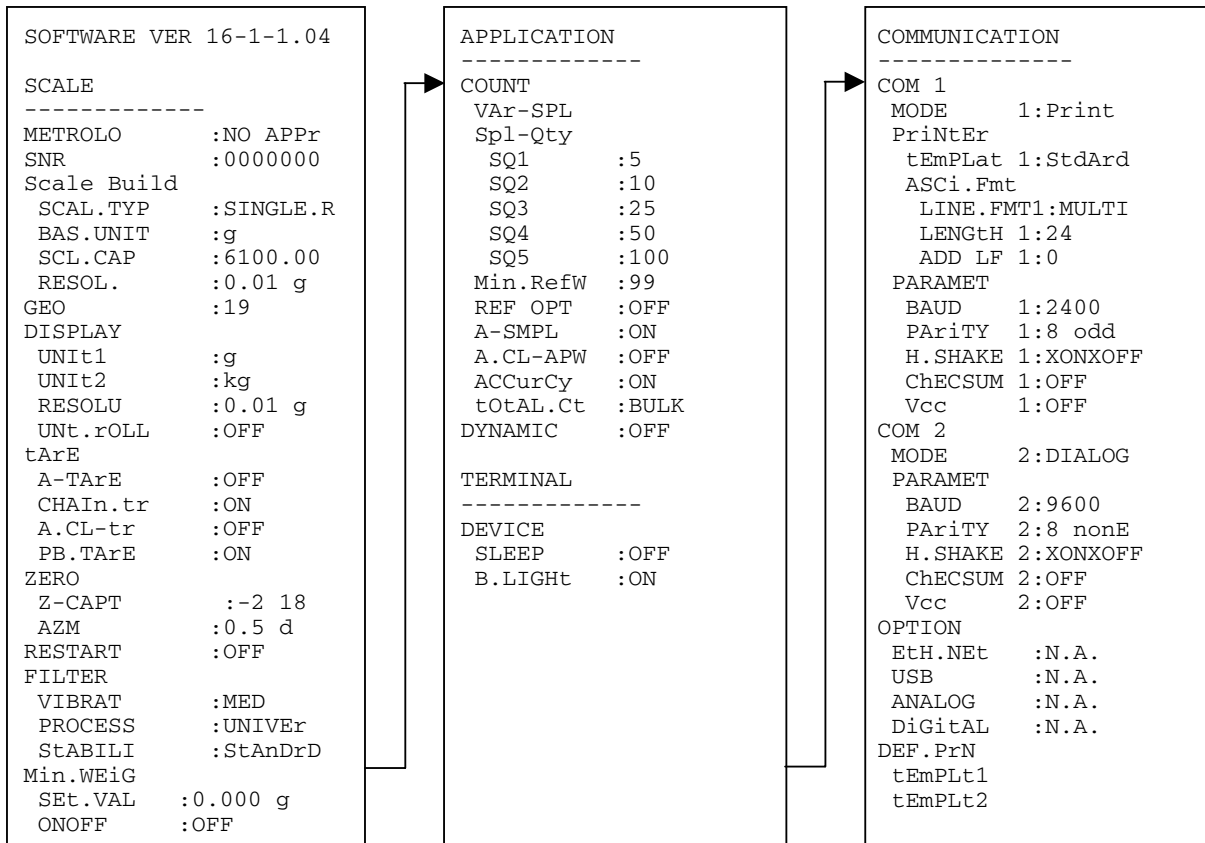 SOFTWARE VER 16-1-1.04
SCALE
-------------
METROLO :NO APPr
SNR :0000000
Scale Build
SCAL.TYP :SINGLE.R
BAS.UNIT :g
SCL.CAP :6100.00
RESOL. :0.01 g
GEO :19
DISPLAY
UNIt1 :g
UNIt2 :kg
RESOLU :0.01 g
UNt.rOLL :OFF
tArE
A-TArE :OFF
CHAIn.tr :ON
A.CL-tr :OFF
PB.TArE :ON
ZERO
Z-CAPT :-2 18
AZM :0.5 d
RESTART :OFF
FILTER
VIBRAT :MED
PROCESS :UNIVEr
StABILI :StAnDrD
Min.WEiG
SEt.VAL :0.000 g
ONOFF :OFF
APPLICATION
-------------
COUNT
VAr-SPL
Spl-Qty
SQ1 :5
SQ2 :10
SQ3 :25
SQ4 :50
SQ5 :100
Min.RefW :99
REF OPT :OFF
A-SMPL :ON
A.CL-APW :OFF
ACCurCy :ON
tOtAL.Ct :BULK
DYNAMIC :OFF
TERMINAL
-------------
DEVICE
SLEEP :OFF
B.LIGHt :ON
COMMUNICATION
--------------
COM 1
MODE 1:Print
PriNtEr
tEmPLat 1:StdArd
ASCi.Fmt
LINE.FMT1:MULTI
LENGtH 1:24
ADD LF 1:0
PARAMET
BAUD 1:2400
PAriTY 1:8 odd
H.SHAKE 1:XONXOFF
ChECSUM 1:OFF
Vcc 1:OFF
COM 2
MODE 2:DIALOG
PARAMET
BAUD 2:9600
PAriTY 2:8 nonE
H.SHAKE 2:XONXOFF
ChECSUM 2:OFF
Vcc 2:OFF
OPTION
EtH.NEt :N.A.
USB :N.A.
ANALOG :N.A.
DiGitAL :N.A.
DEF.PrN
tEmPLt1
tEmPLt2